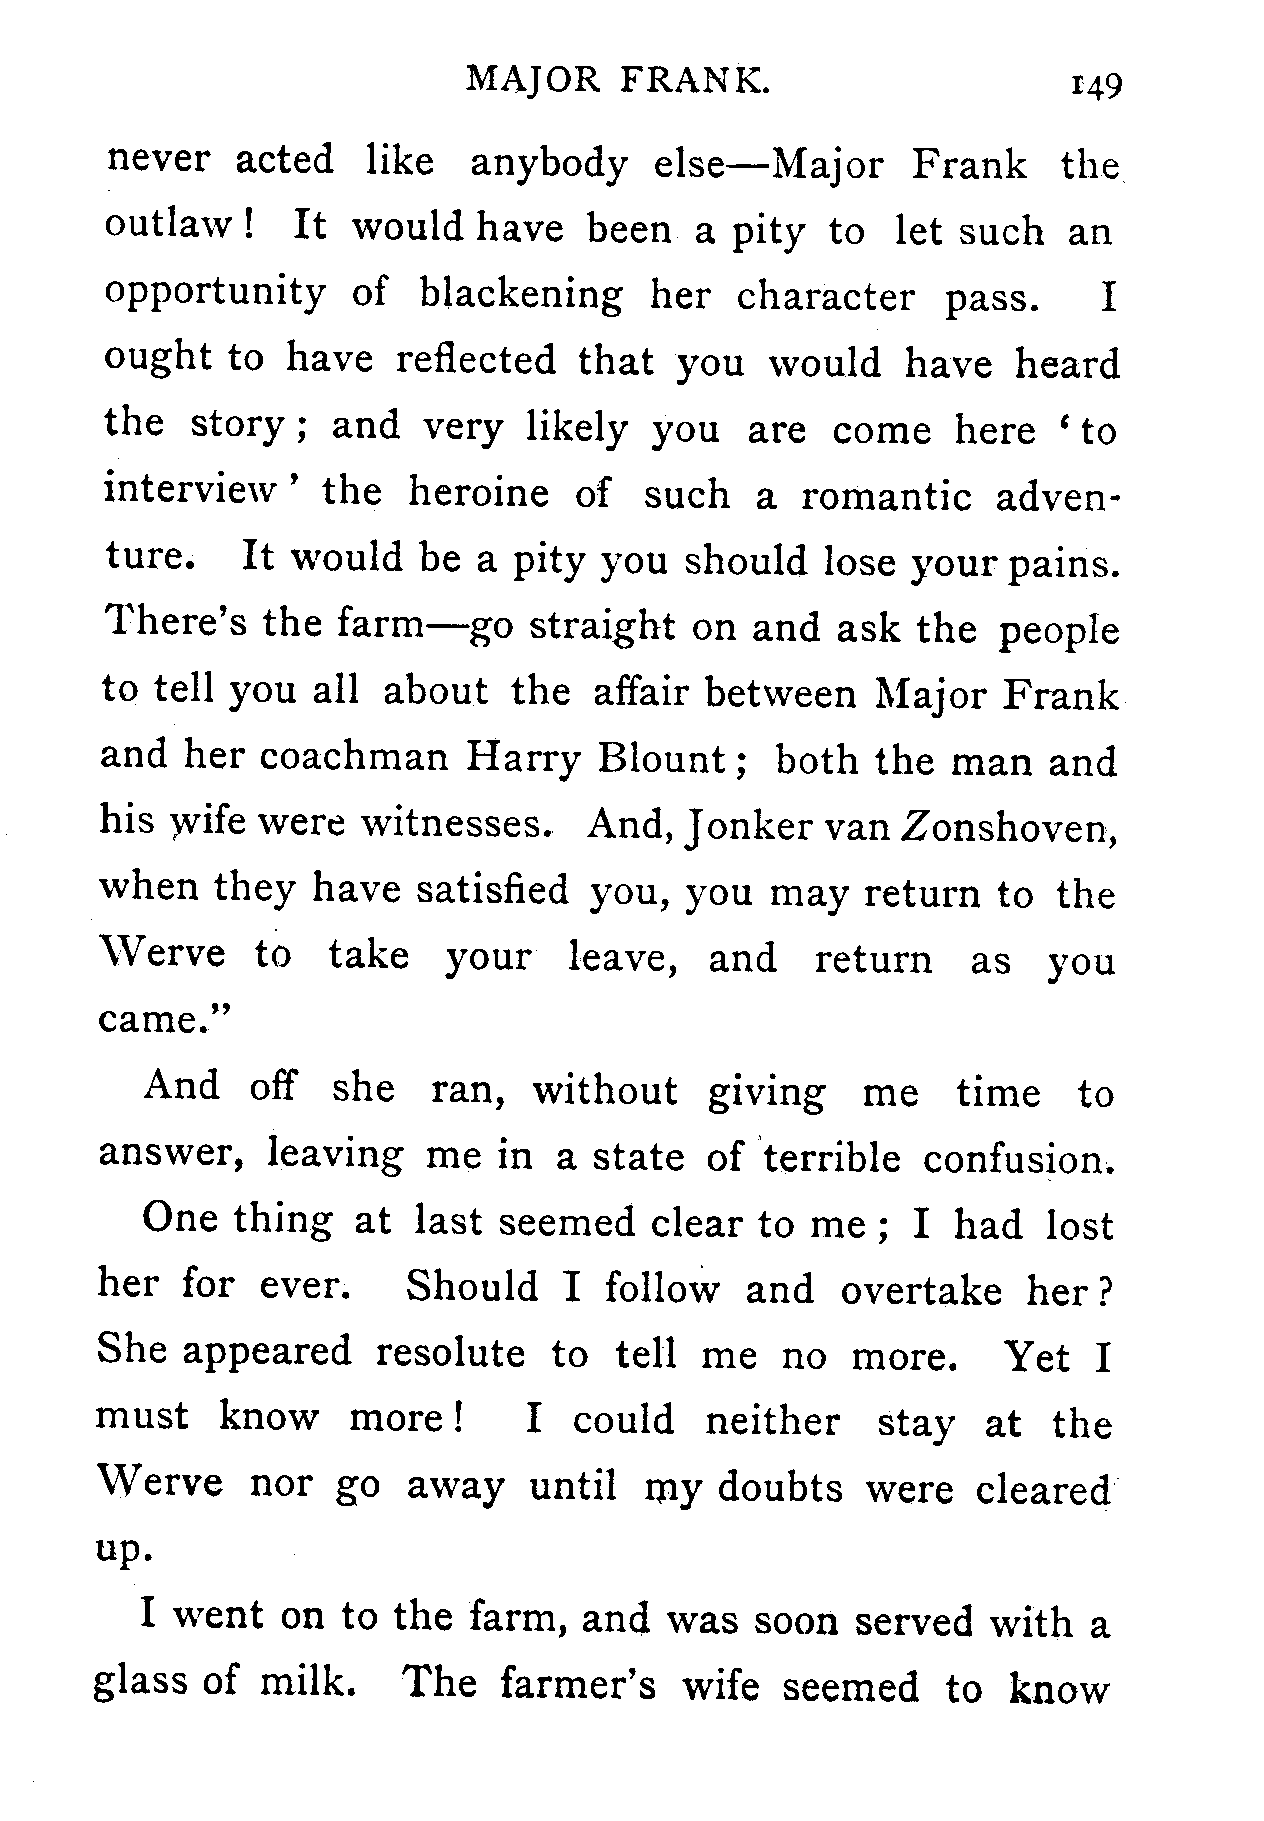 MAJOR FRANK. 149
never acted like anybody else—Major Frank the
outlaw! It would have been a pity to let such an
opportunity of blackening her character pass. I
ought to have reflected that you would have heard
the story; and very likely you are come here ‘to
interview’ the heroine of such a romantic adven-
ture. It would be a pity you should lose your pains.
There's the farm—go straight on and ask the people
to tell you all about the affair between Major Frank
and her coachman Harry Blount; both the man and
his wife were witnesses. And, Jonker van Zonshoven,
when they have satisfied you, you may return to the
Werve to take your leave, and return as you
came.”
And off she ran, without giving me time to
answer, leaving me in a state of terrible confusion.
One thing at last seemed clear to me; I had lost
her for ever. Should I follow and overtake her?
She appeared resolute to tell me no more. Yet I
must know more! I could neither stay at the
Werve nor go away until my doubts were cleared
up.
I went on to the farm, and was soon served with a
glass of milk. The farmer's wife seemed to know